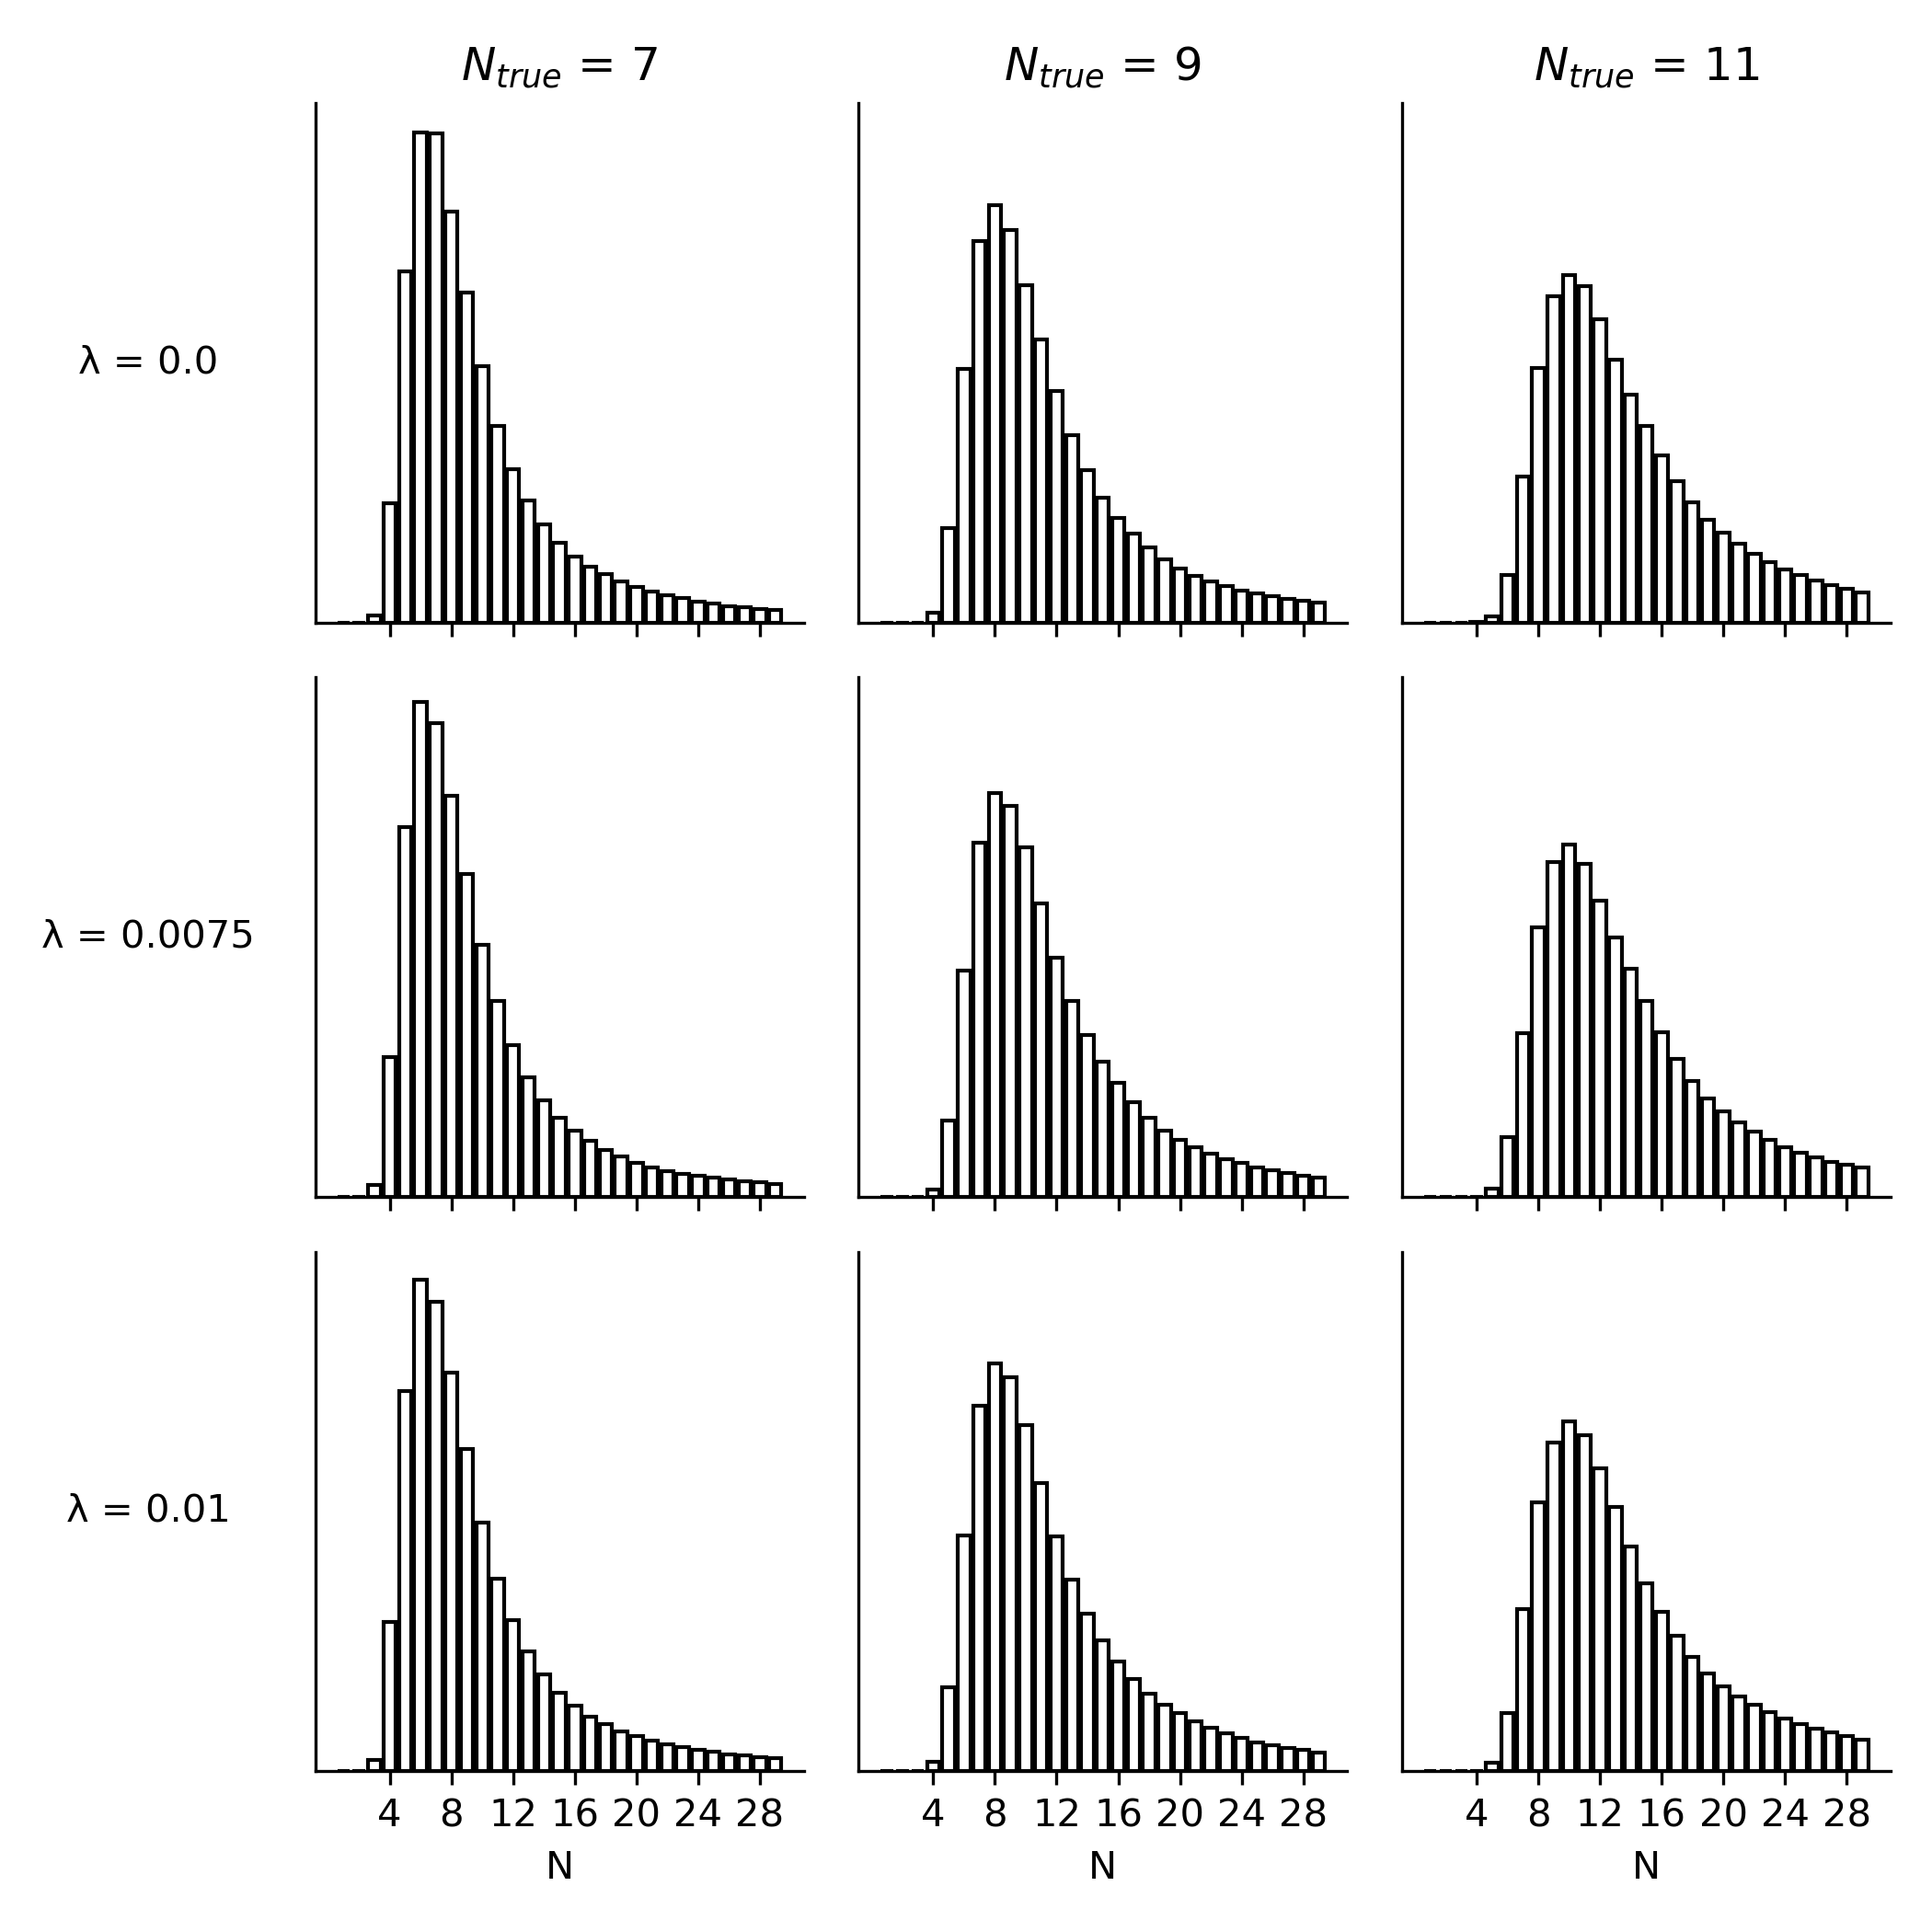 N_true = 7 N_true = 9 N_true = 11
λ = 0.0
λ = 0.0075
λ = 0.01
4 8 12 16 20 24 28 4 8 12 16 20 24 28 4 8 12 16 20 24 28
N N N